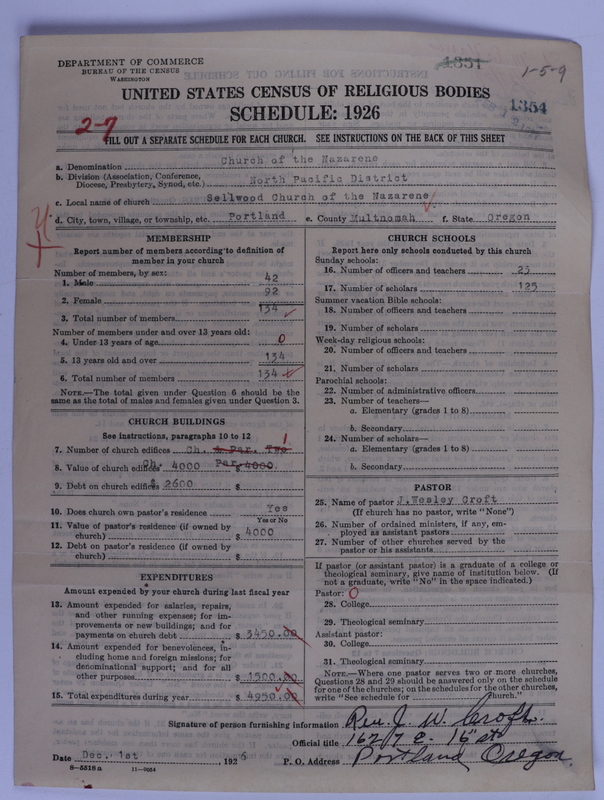 DEPARTMENT OF COMMERCE
BUREAU OF THE CENSUS
WASHINGTON
1351
1-5-9
UNITED STATES CENSUS OF RELIGIOUS BODIES
SCHEDULE: 1926
1354
2-7
FILL OUT A SEPARATE SCHEDULE FOR EACH CHURCH. SEE INSTRUCTIONS ON THE BACK OF THIS SHEET
a. Denomination Church of the Nazarene
b. Division (Association, Conference, Diocese, Presbytery, Synod, etc.) North Pacific District
c. Local name of church Sellwood Church of the Nazarene
d. City, town, village, or township, etc. Portland e. County Multnomah f. State Oregon
MEMBERSHIP
Report number of members according to definition of
member in your church
Number of members, by sex:
1. Male 42
2. Female 92
3. Total number of members 134
Number of members under and over 13 years old:
4. Under 13 years of age 0
5. 13 years old and over 134
6. Total number of members 134
NOTE.—The total given under Question 6 should be
same as the total of males and females given under Question 3.
CHURCH BUILDINGS
See instructions, paragraphs 10 to 12
7. Number of church edifices Ch. & Par. Two 1
8. Value of church edifices Ch. 4000 Par. 4000.
9. Debt on church edifices $ 2600 $
10. Does church own pastor's residence Yes
Yes or No
11. Value of pastor's residence (if owned by
church) $ 4000
12. Debt on pastor's residence (if owned by
church) $
EXPENDITURES
Amount expended by your church during last fiscal year
13. Amount expended for salaries, repairs,
and other running expenses; for im-
provements or new buildings; and for
payments on church debt $ 3450.00
14. Amount expended for benevolences, in-
cluding home and foreign missions; for
denominational support; and for all
other purposes $ 1500.00
15. Total expenditures during year $ 4950.00
CHURCH SCHOOLS
Report here only schools conducted by this church
Sunday schools:
16. Number of officers and teachers 23
17. Number of scholars 125
Summer vacation Bible schools:
18. Number of officers and teachers
19. Number of scholars
Week-day religious schools:
20. Number of officers and teachers
21. Number of scholars
Parochial schools:
22. Number of administrative officers
23. Number of teachers—
a. Elementary (grades 1 to 8)
b. Secondary
24. Number of scholars—
a. Elementary (grades 1 to 8)
b. Secondary
PASTOR
25. Name of pastor J. Wesley Croft
(If church has no pastor, write "None")
26. Number of ordained ministers, if any, em-
ployed as assistant pastors
27. Number of other churches served by the
pastor or his assistants
If pastor (or assistant pastor) is a graduate of a college or
theological seminary, give name of institution below. (If
not a graduate, write "No" in the space indicated.)
Pastor: 0
28. College
29. Theological seminary
Assistant pastor:
30. College
31. Theological seminary
NOTE.—Where one pastor serves two or more churches,
Questions 28 and 29 should be answered only on the schedule
for one of the churches; on the schedules for the other churches,
write "See schedule for Church."
Signature of person furnishing information Rev. J. W. Croft.
Official title 1627 E. 16th St
Date Dec. 1st 1926 P. O. Address Portland Oregon.
8-5516 a 11-9054